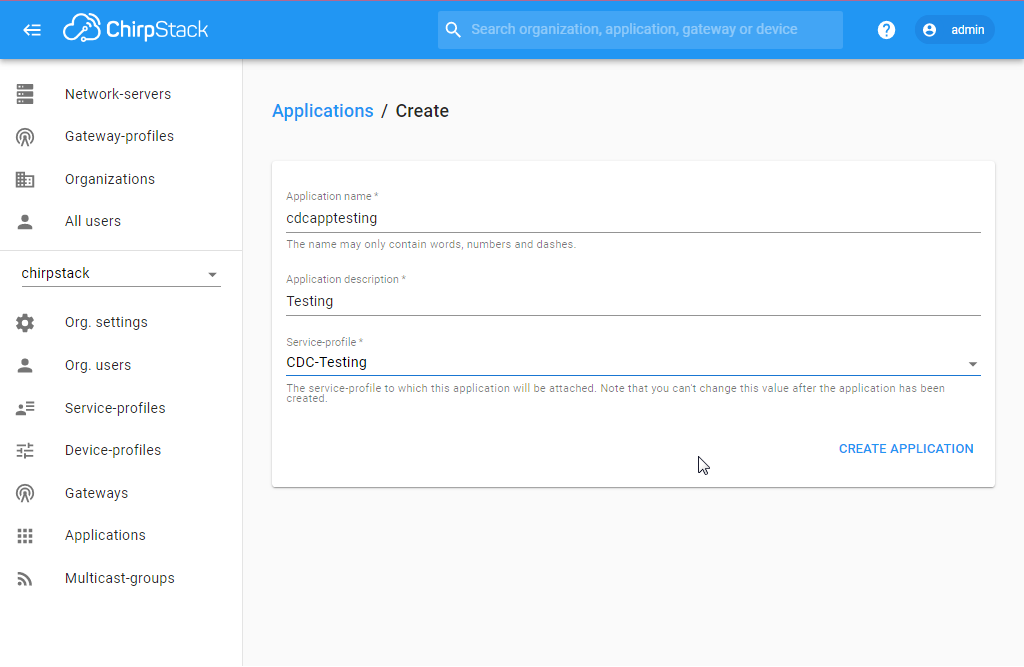 ChirpStack
Search organization, application, gateway or device
? admin
Network-servers
Gateway-profiles
Organizations
All users
chirpstack
Org. settings
Org. users
Service-profiles
Device-profiles
Gateways
Applications
Multicast-groups
Applications / Create
Application name *
cdcapptesting
The name may only contain words, numbers and dashes.
Application description *
Testing
Service-profile *
CDC-Testing
The service-profile to which this application will be attached. Note that you can't change this value after the application has been
created.
CREATE APPLICATION